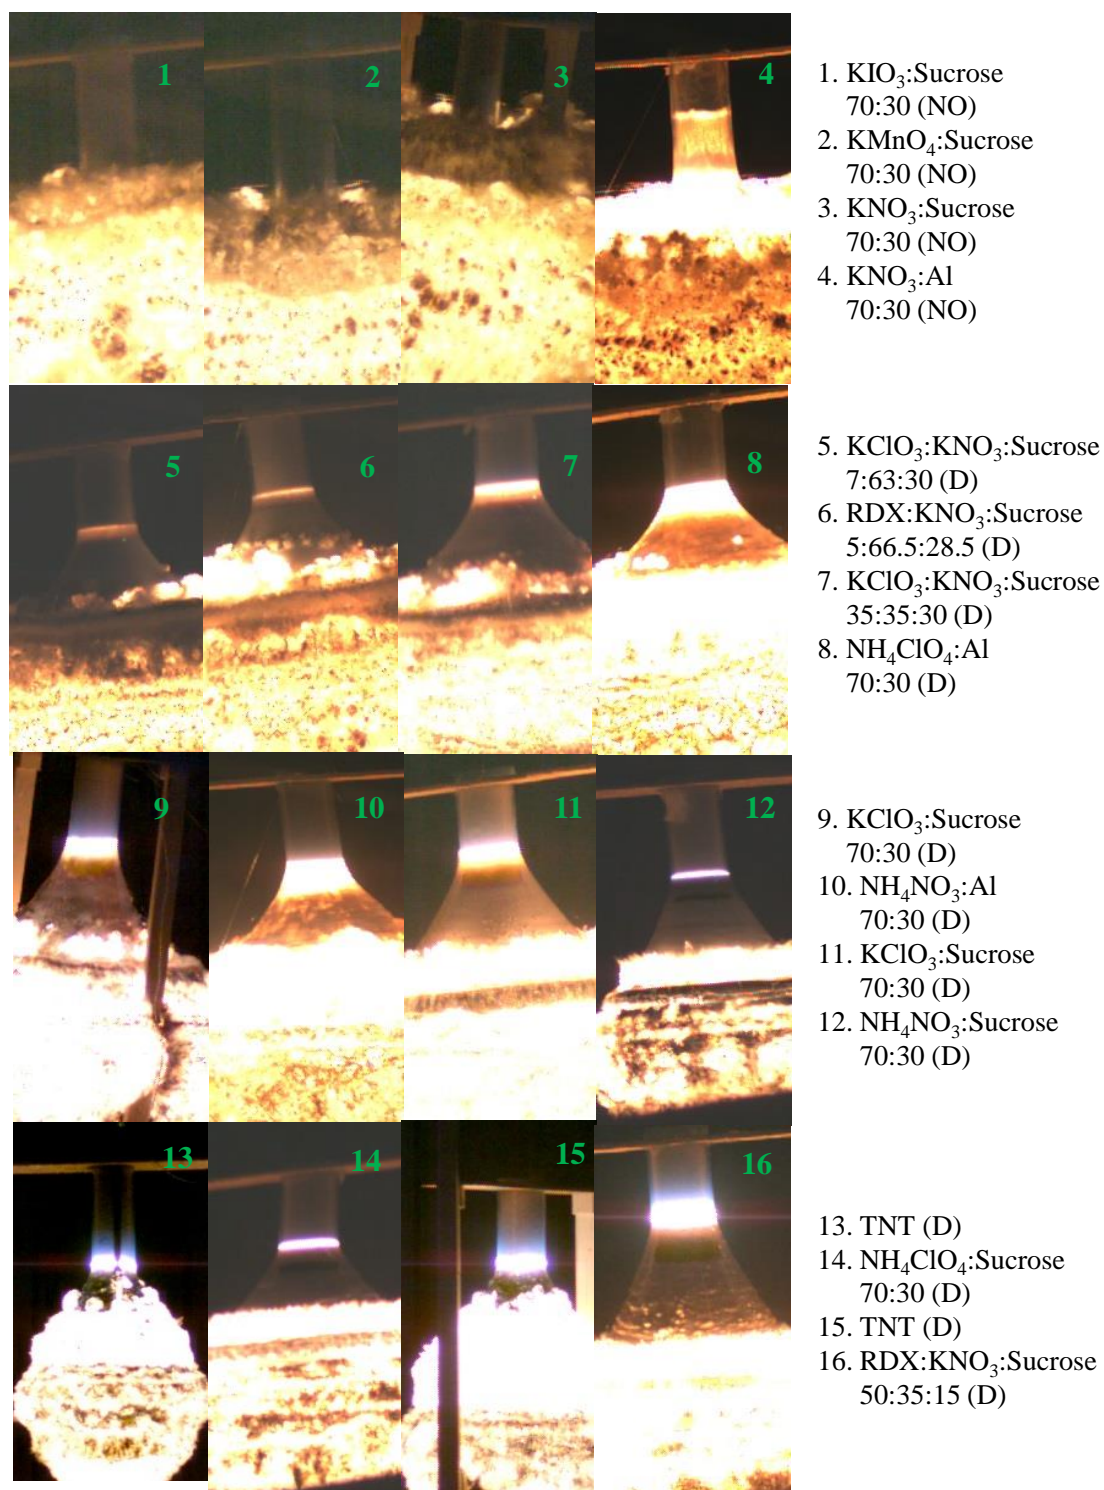 1
2
3
4
1. KIO₃:Sucrose
70:30 (NO)
2. KMnO₄:Sucrose
70:30 (NO)
3. KNO₃:Sucrose
70:30 (NO)
4. KNO₃:Al
70:30 (NO)
5
6
7
8
5. KClO₃:KNO₃:Sucrose
7:63:30 (D)
6. RDX:KNO₃:Sucrose
5:66.5:28.5 (D)
7. KClO₃:KNO₃:Sucrose
35:35:30 (D)
8. NH₄ClO₄:Al
70:30 (D)
9
10
11
12
9. KClO₃:Sucrose
70:30 (D)
10. NH₄NO₃:Al
70:30 (D)
11. KClO₃:Sucrose
70:30 (D)
12. NH₄NO₃:Sucrose
70:30 (D)
13
14
15
16
13. TNT (D)
14. NH₄ClO₄:Sucrose
70:30 (D)
15. TNT (D)
16. RDX:KNO₃:Sucrose
50:35:15 (D)